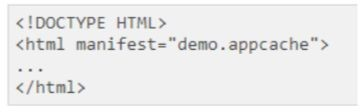 <!DOCTYPE HTML>
<html manifest="demo.appcache">
...
</html>